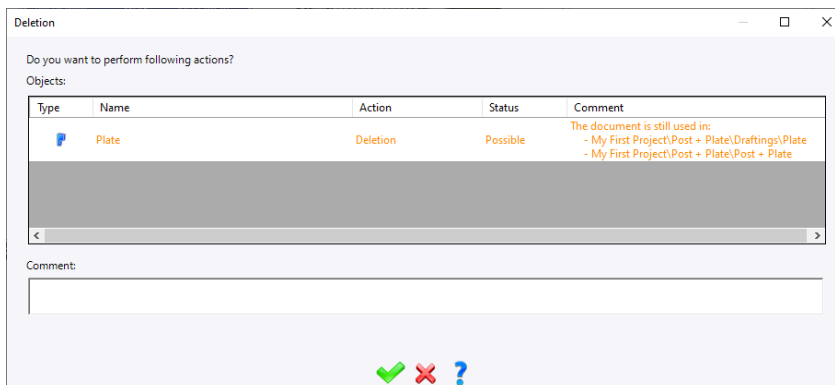 Deletion
Do you want to perform following actions?
Objects:
Type Name Action Status Comment
Plate Deletion Possible The document is still used in:
- My First Project\Post + Plate\Draftings\Plate
- My First Project\Post + Plate\Post + Plate
Comment: